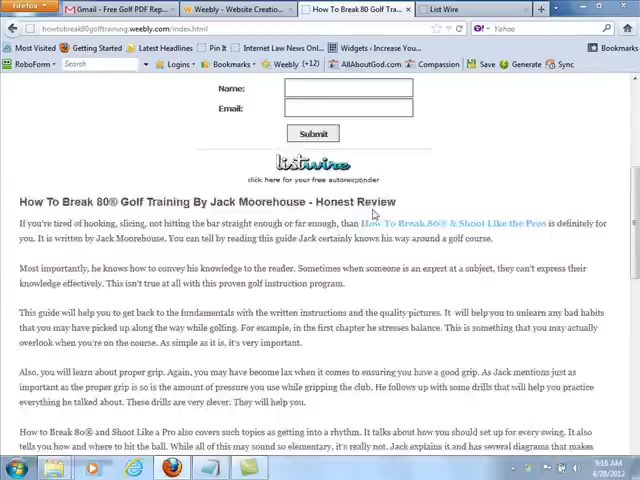 Firefox
Gmail - Free Golf PDF Rep...
Weebly - Website Creatio...
How To Break 80 Golf Trai...
List Wire
howtobreak80golftraining.weebly.com/index.html
Yahoo
Most Visited
Getting Started
Latest Headlines
Pin It
Internet Law News Onl...
Widgets / Increase You...
Bookmarks
RoboForm
Search
Logins
Bookmarks
Weebly (+12)
AllAboutGod.com
Compassion
Save
Generate
Sync
Name:
Email:
Submit
listwire
click here for your free autoresponder
How To Break 80® Golf Training By Jack Moorehouse - Honest Review
If you're tired of hooking, slicing, not hitting the bar straight enough or far enough, than How To Break 80® & Shoot Like the Pros is definitely for
you. It is written by Jack Moorehouse. You can tell by reading this guide Jack certainly knows his way around a golf course.
Most importantly, he knows how to convey his knowledge to the reader. Sometimes when someone is an expert at a subject, they can't express their
knowledge effectively. This isn't true at all with this proven golf instruction program.
This guide will help you to get back to the fundamentals with the written instructions and the quality pictures. It will help you to unlearn any bad habits
that you may have picked up along the way while golfing. For example, in the first chapter he stresses balance. This is something that you may actually
overlook when you're on the course. As simple as it is, it's very important.
Also, you will learn about proper grip. Again, you may have become lax when it comes to ensuring you have a good grip. As Jack mentions just as
important as the proper grip is so is the amount of pressure you use while gripping the club. He follows up with some drills that will help you practice
everything he talked about. These drills are very clever. They will help you.
How to Break 80® and Shoot Like a Pro also covers such topics as getting into a rhythm. It talks about how you should set up for every swing. It also
tells you how and where to hit the ball. While all of this may sound so elementary, it's really not. Jack explains it and has several diagrams that makes
9:16 AM
4/28/2012